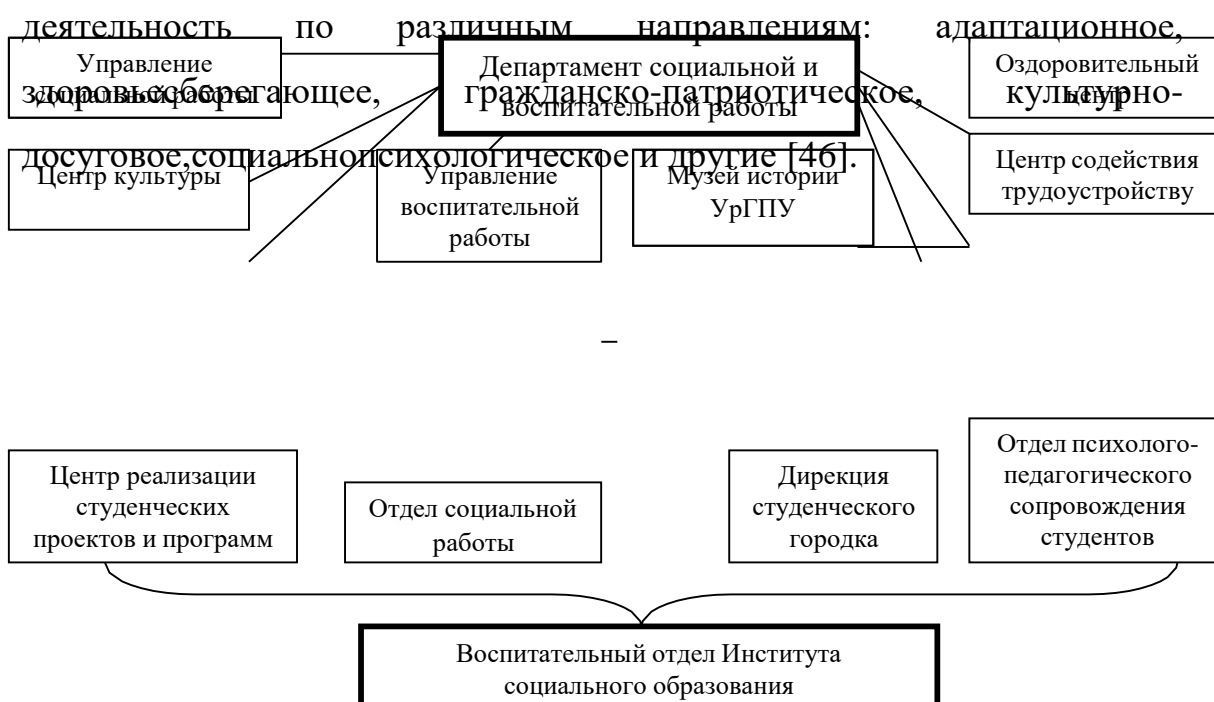 деятельность по различным направлениям: адаптационное,
здоровьесберегающее, гражданско-патриотическое, культурно-
досуговое,социальнопсихологическое и другие [46].
Управление
социальной работы
Департамент социальной и
воспитательной работы
Оздоровительный
центр
Центр культуры
Управление
воспитательной
работы
Музей истории
УрГПУ
Центр содействия
трудоустройству
–
Центр реализации
студенческих
проектов и программ
Отдел социальной
работы
Дирекция
студенческого
городка
Отдел психолого-
педагогического
сопровождения
студентов
Воспитательный отдел Института
социального образования